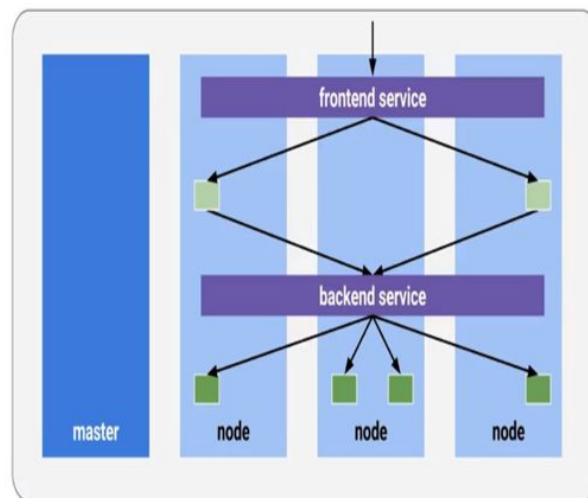 frontend service
backend service
master
node
node
node